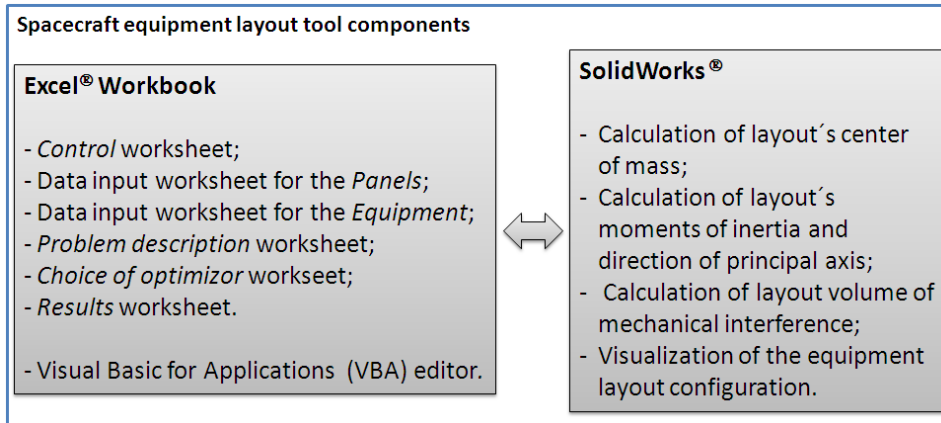 Spacecraft equipment layout tool components
Excel® Workbook
- Control worksheet;
- Data input worksheet for the Panels;
- Data input worksheet for the Equipment;
- Problem description worksheet;
- Choice of optimizor workseet;
- Results worksheet.
- Visual Basic for Applications (VBA) editor.
SolidWorks®
- Calculation of layout´s center
of mass;
- Calculation of layout´s
moments of inertia and
direction of principal axis;
- Calculation of layout volume of
mechanical interference;
- Visualization of the equipment
layout configuration.